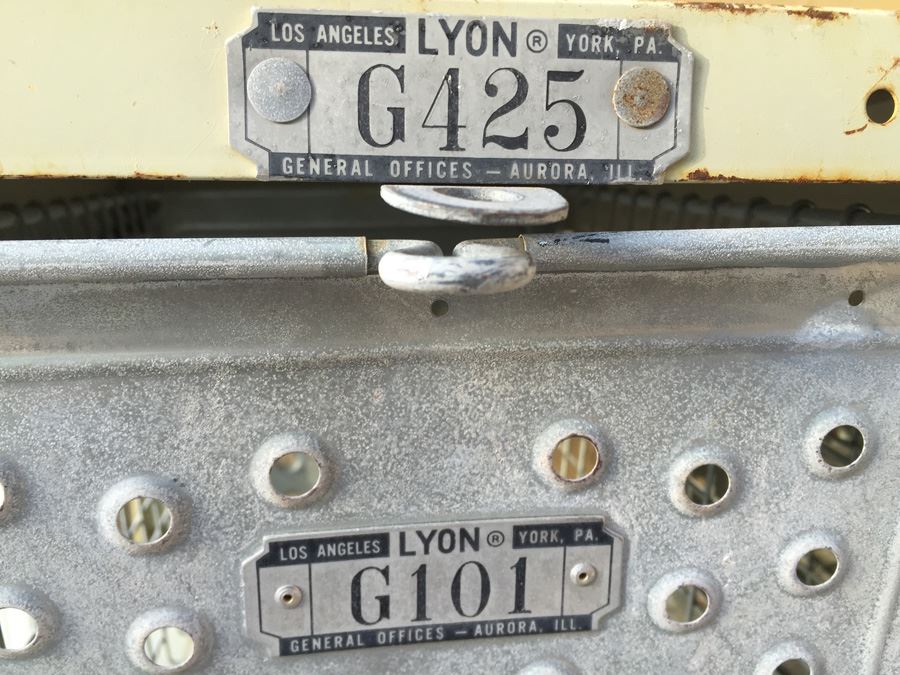 LOS ANGELES LYON ® YORK, PA.
G425
GENERAL OFFICES — AURORA, ILL.
LOS ANGELES LYON ® YORK, PA.
G101
GENERAL OFFICES — AURORA, ILL.